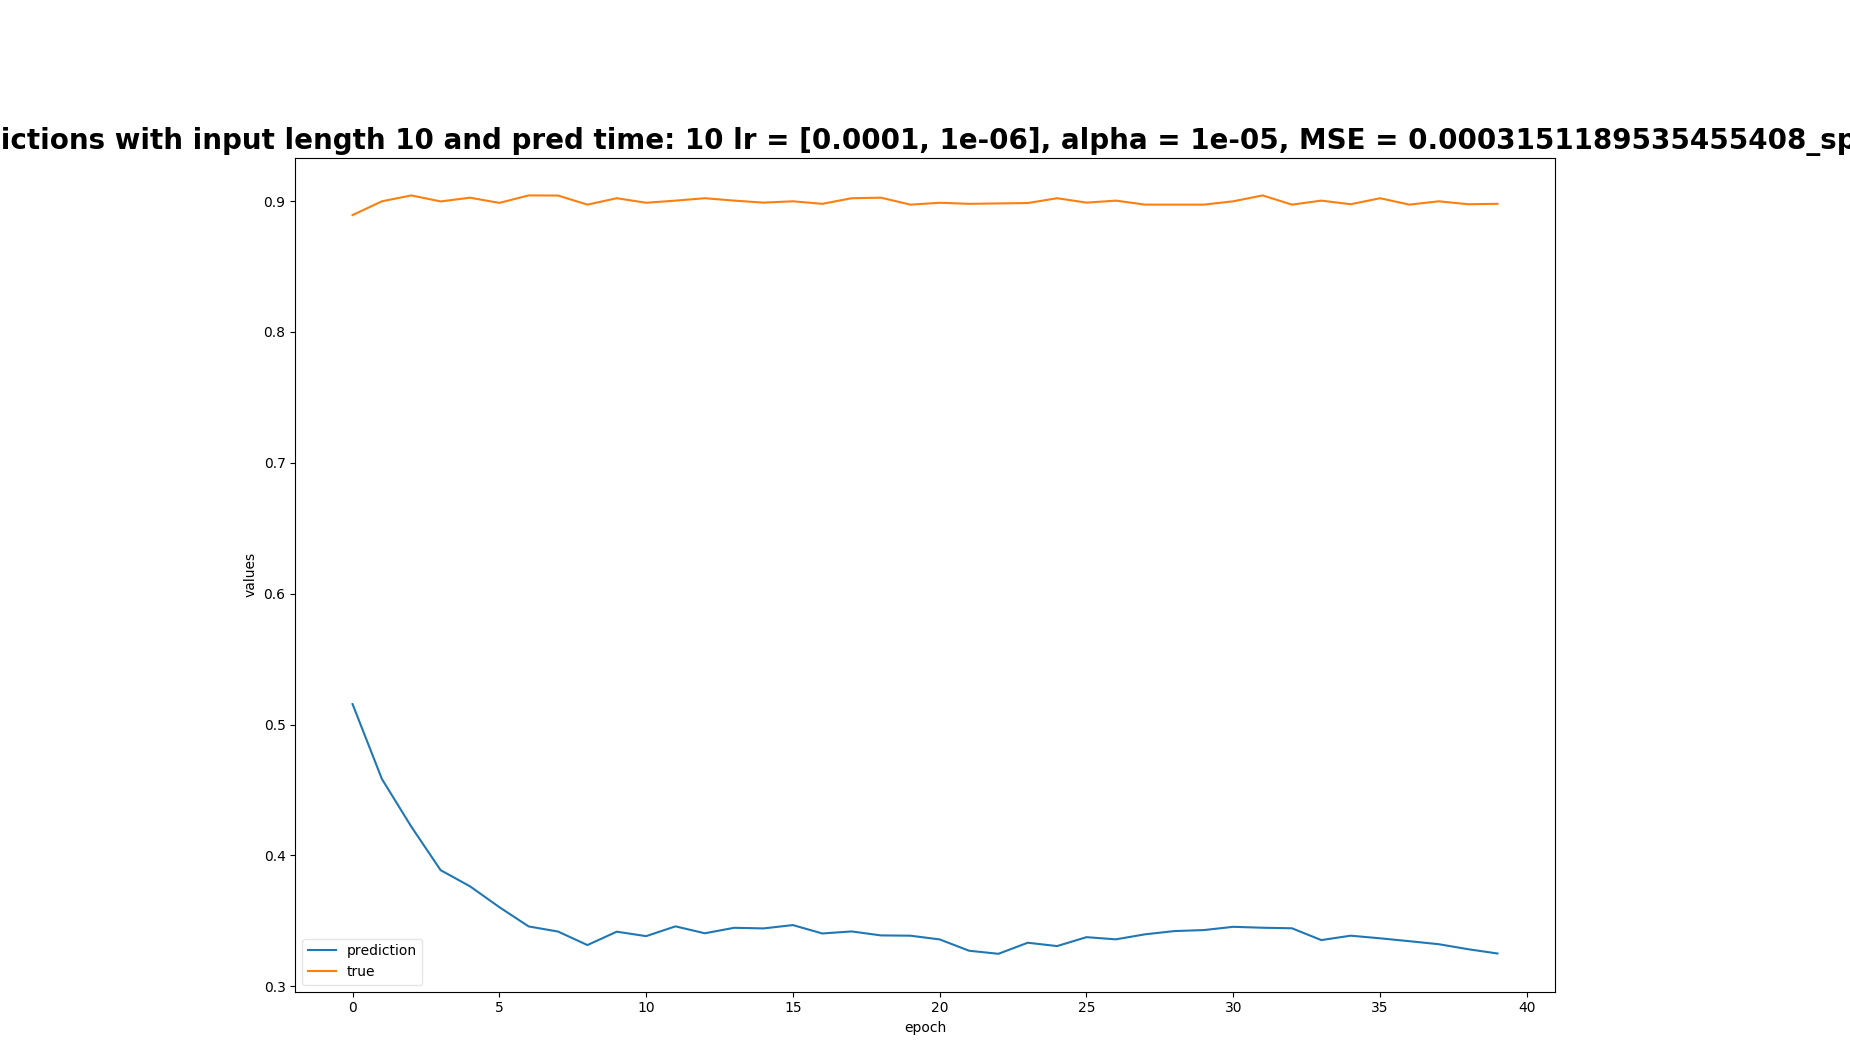 ictions with input length 10 and pred time: 10 lr = [0.0001, 1e-06], alpha = 1e-05, MSE = 0.0003151189535455408_sp
0.9
0.8
0.7
0.6
0.5
0.4
0.3
values
prediction
true
0 5 10 15 20 25 30 35 40
epoch